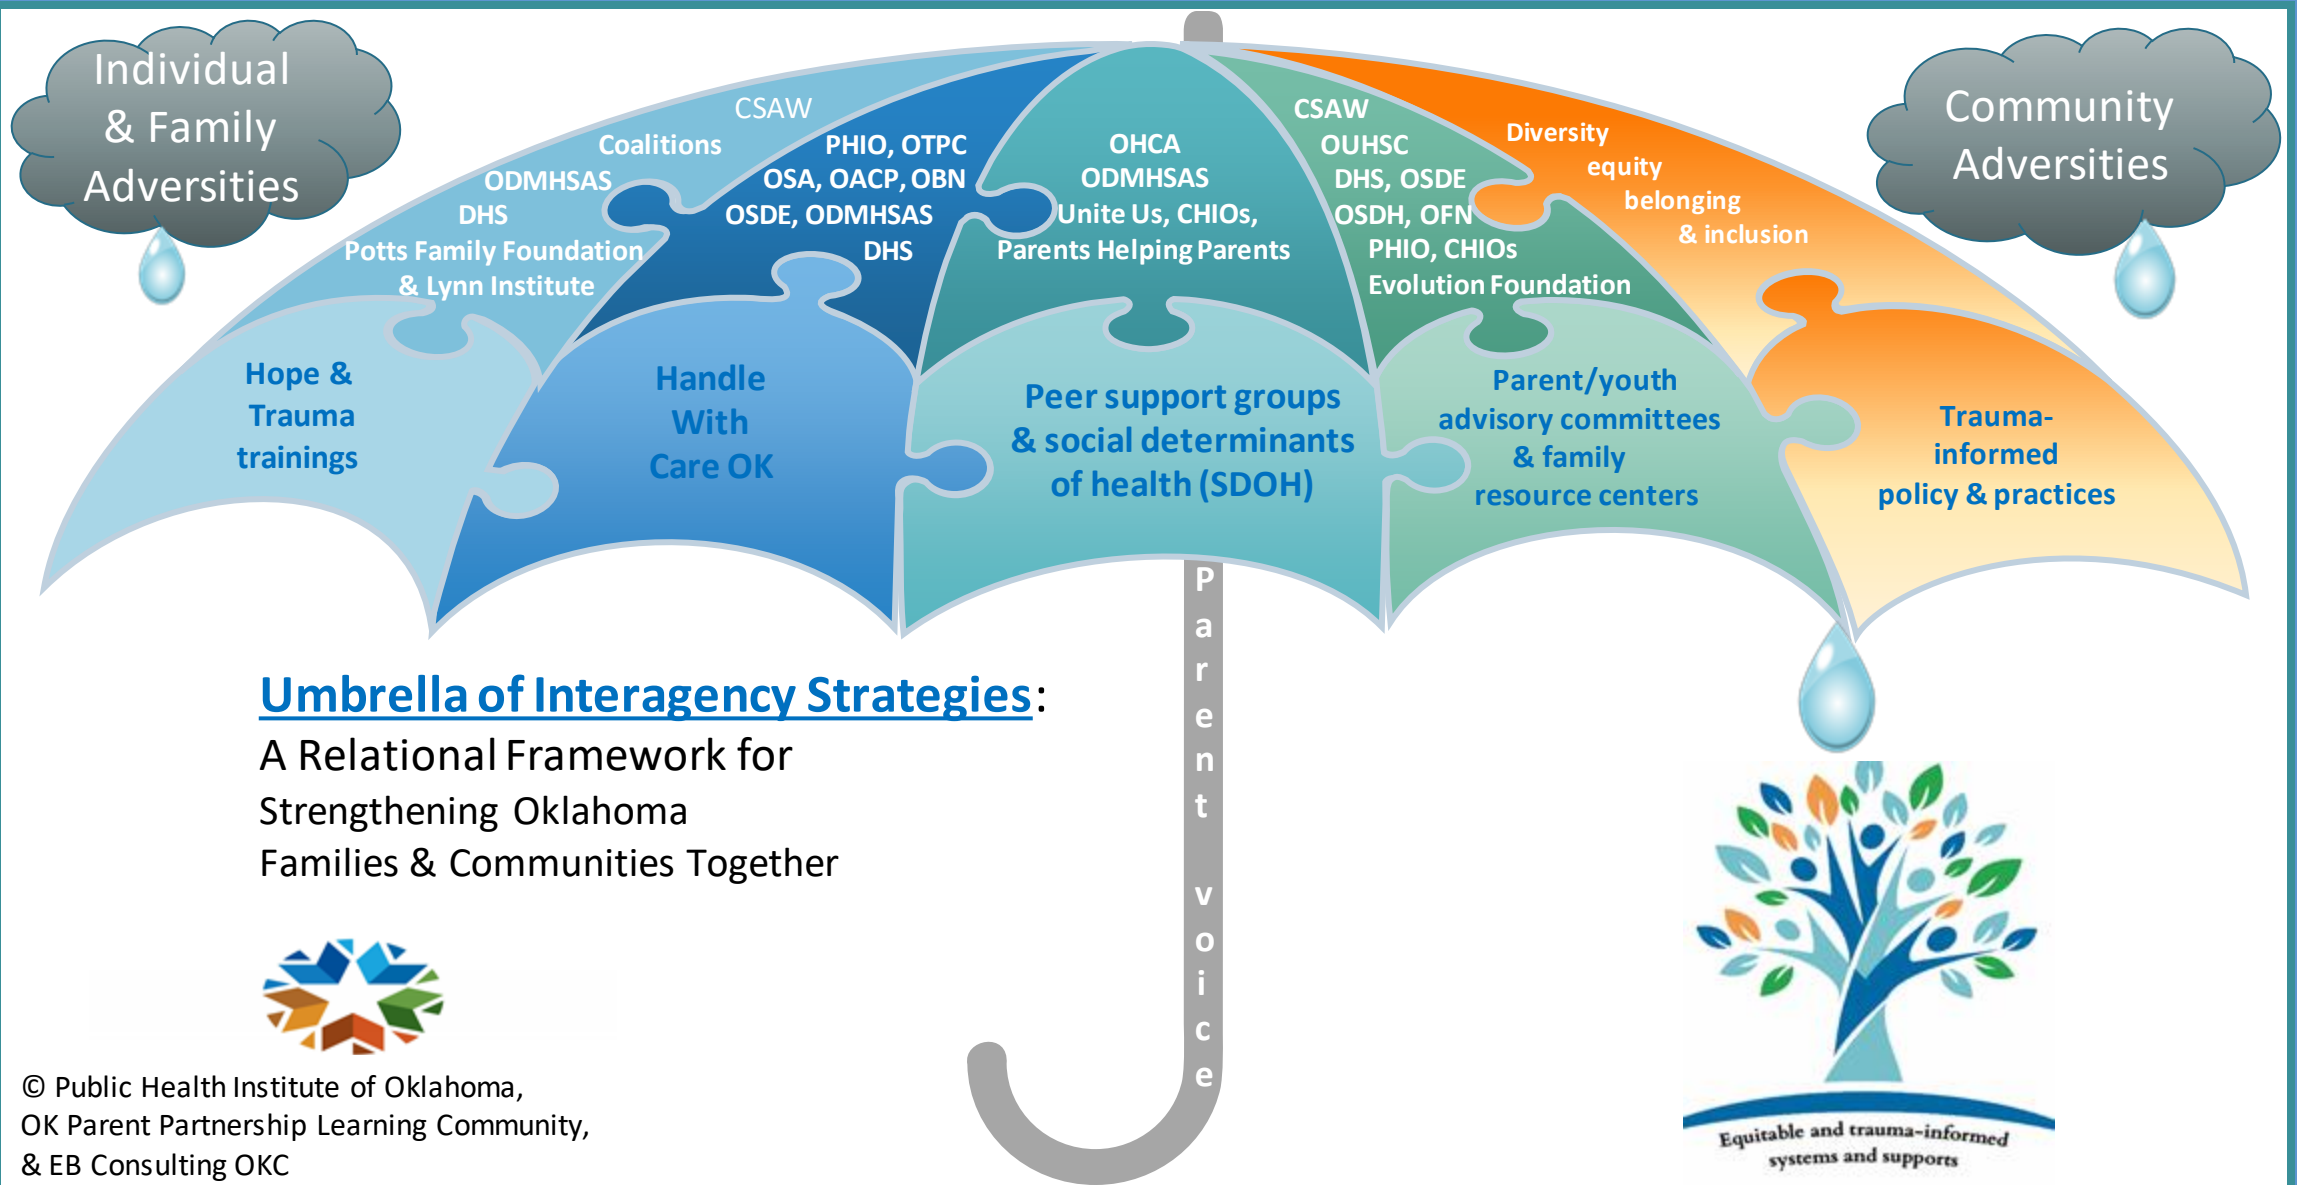 Individual
& Family
Adversities
Community
Adversities
CSAW
Coalitions
ODMHSAS
DHS
Potts Family Foundation
& Lynn Institute
PHIO, OTPC
OSA, OACP, OBN
OSDE, ODMHSAS
DHS
OHCA
ODMHSAS
Unite Us, CHIOs,
Parents Helping Parents
CSAW
OUHSC
DHS, OSDE
OSDH, OFN
PHIO, CHIOs
Evolution Foundation
Diversity
equity
belonging
& inclusion
Hope &
Trauma
trainings
Handle
With
Care OK
Peer support groups
& social determinants
of health (SDOH)
Parent/youth
advisory committees
& family
resource centers
Trauma-
informed
policy & practices
Parent voice
Umbrella of Interagency Strategies:
A Relational Framework for
Strengthening Oklahoma
Families & Communities Together
© Public Health Institute of Oklahoma,
OK Parent Partnership Learning Community,
& EB Consulting OKC
Equitable and trauma-informed
systems and supports